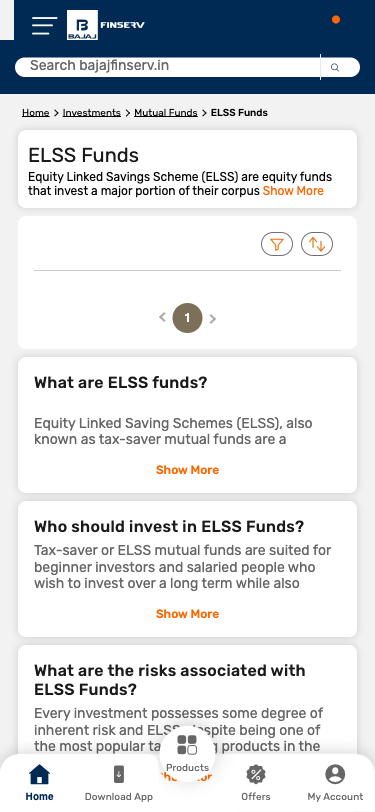 BAJAJ FINSERV
Search bajajfinserv.in
Home > Investments > Mutual Funds > ELSS Funds
ELSS Funds
Equity Linked Savings Scheme (ELSS) are equity funds
that invest a major portion of their corpus Show More
< 1 >
What are ELSS funds?
Equity Linked Saving Schemes (ELSS), also
known as tax-saver mutual funds are a
Show More
Who should invest in ELSS Funds?
Tax-saver or ELSS mutual funds are suited for
beginner investors and salaried people who
wish to invest over a long term while also
Show More
What are the risks associated with
ELSS Funds?
Every investment possesses some degree of
inherent risk and ELSS despite being one of
the most popular products in the
Show More
Home
Download App
Products
Offers
My Account